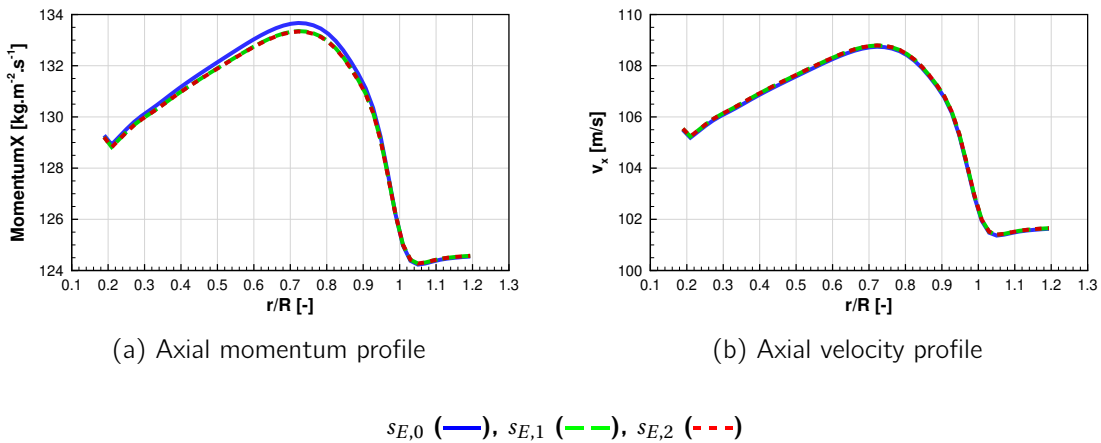 136
134
132
130
128
126
124
MomentumX [kg.m⁻².s⁻¹]
0.1 0.2 0.3 0.4 0.5 0.6 0.7 0.8 0.9 1 1.1 1.2 1.3
r/R [-]
(a) Axial momentum profile
110
108
106
104
102
100
vₓ [m/s]
0.1 0.2 0.3 0.4 0.5 0.6 0.7 0.8 0.9 1 1.1 1.2 1.3
r/R [-]
(b) Axial velocity profile
s_{E,0} (——), s_{E,1} (— —), s_{E,2} (- - -)